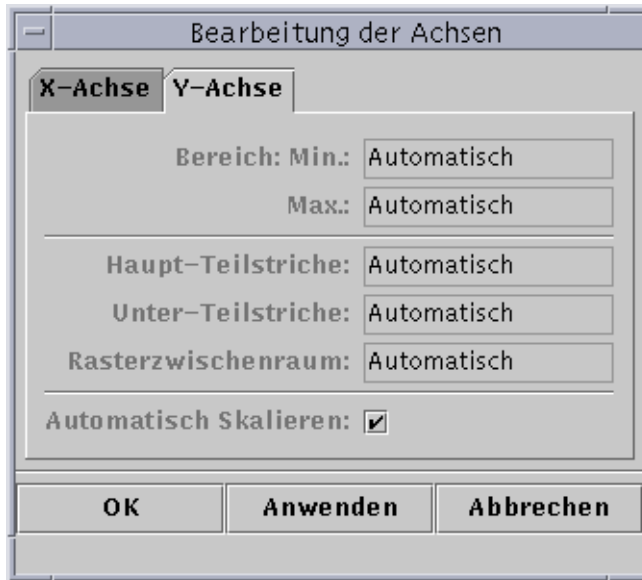 Bearbeitung der Achsen
X-Achse Y-Achse
Bereich: Min.: Automatisch
Max.: Automatisch
Haupt-Teilstriche: Automatisch
Unter-Teilstriche: Automatisch
Rasterzwischenraum: Automatisch
Automatisch Skalieren:
OK Anwenden Abbrechen